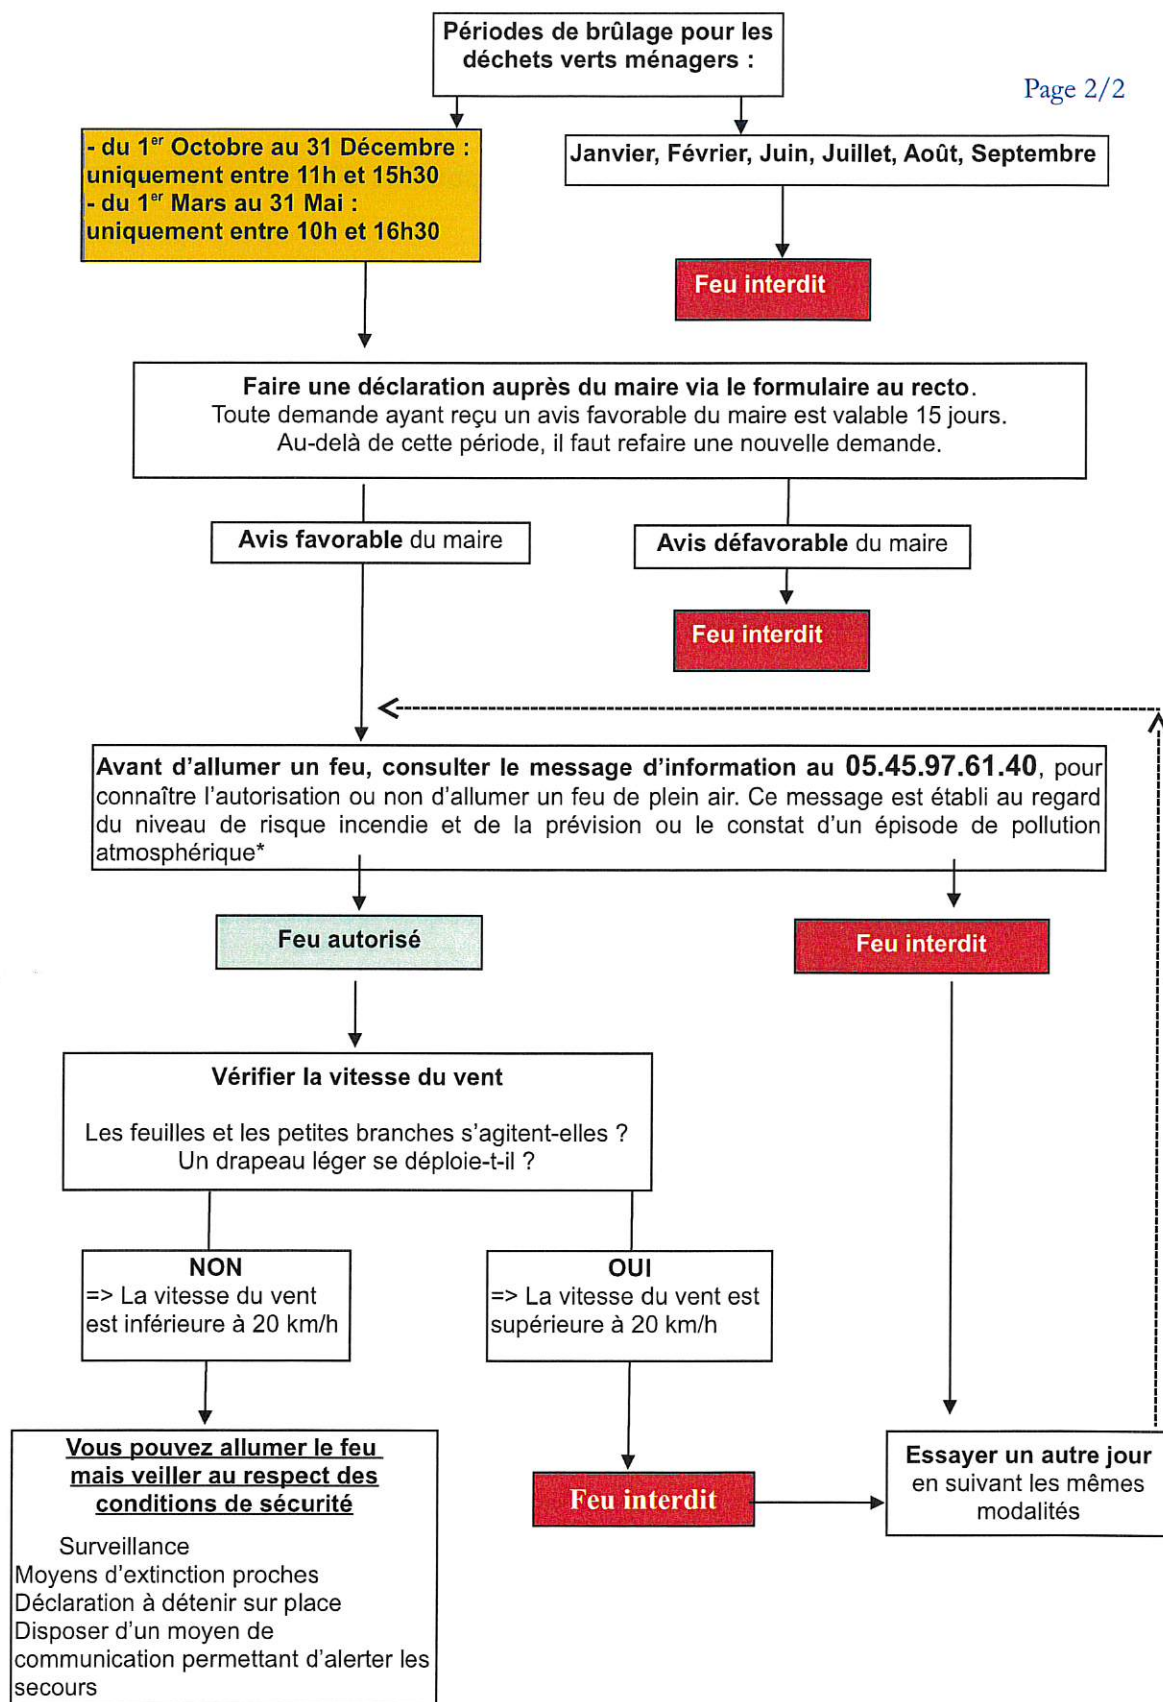 Périodes de brûlage pour les
déchets verts ménagers :
Page 2/2
- du 1er Octobre au 31 Décembre :
uniquement entre 11h et 15h30
- du 1er Mars au 31 Mai :
uniquement entre 10h et 16h30
Janvier, Février, Juin, Juillet, Août, Septembre
Feu interdit
Faire une déclaration auprès du maire via le formulaire au recto.
Toute demande ayant reçu un avis favorable du maire est valable 15 jours.
Au-delà de cette période, il faut refaire une nouvelle demande.
Avis favorable du maire
Avis défavorable du maire
Feu interdit
Avant d'allumer un feu, consulter le message d'information au 05.45.97.61.40, pour
connaître l'autorisation ou non d'allumer un feu de plein air. Ce message est établi au regard
du niveau de risque incendie et de la prévision ou le constat d'un épisode de pollution
atmosphérique*
Feu autorisé
Feu interdit
Vérifier la vitesse du vent
Les feuilles et les petites branches s'agitent-elles ?
Un drapeau léger se déploie-t-il ?
NON
=> La vitesse du vent
est inférieure à 20 km/h
OUI
=> La vitesse du vent est
supérieure à 20 km/h
Vous pouvez allumer le feu
mais veiller au respect des
conditions de sécurité
Surveillance
Moyens d'extinction proches
Déclaration à détenir sur place
Disposer d'un moyen de
communication permettant d'alerter les
secours
Feu interdit
Essayer un autre jour
en suivant les mêmes
modalités